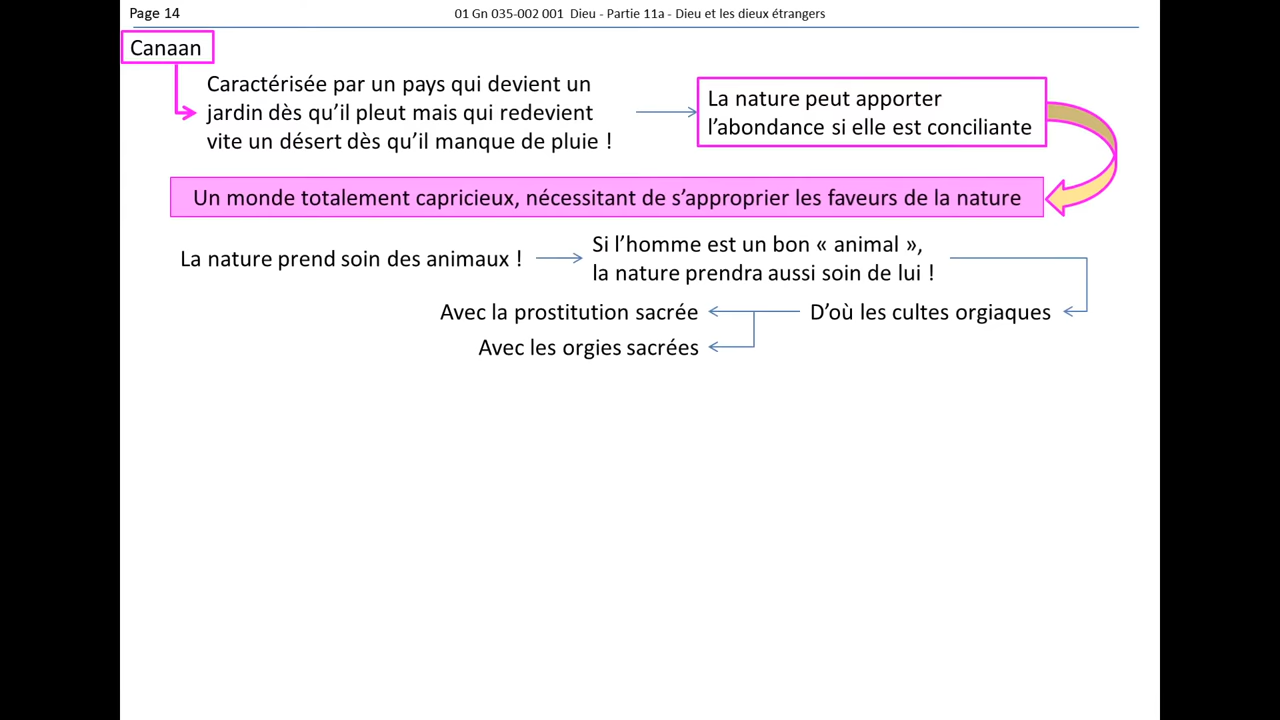 Page 14
01 Gn 035-002 001 Dieu - Partie 11a - Dieu et les dieux étrangers
Canaan
Caractérisée par un pays qui devient un
jardin dès qu’il pleut mais qui redevient
vite un désert dès qu’il manque de pluie !
La nature peut apporter
l’abondance si elle est conciliante
Un monde totalement capricieux, nécessitant de s’approprier les faveurs de la nature
La nature prend soin des animaux !
Si l’homme est un bon « animal »,
la nature prendra aussi soin de lui !
D’où les cultes orgiaques
Avec la prostitution sacrée
Avec les orgies sacrées